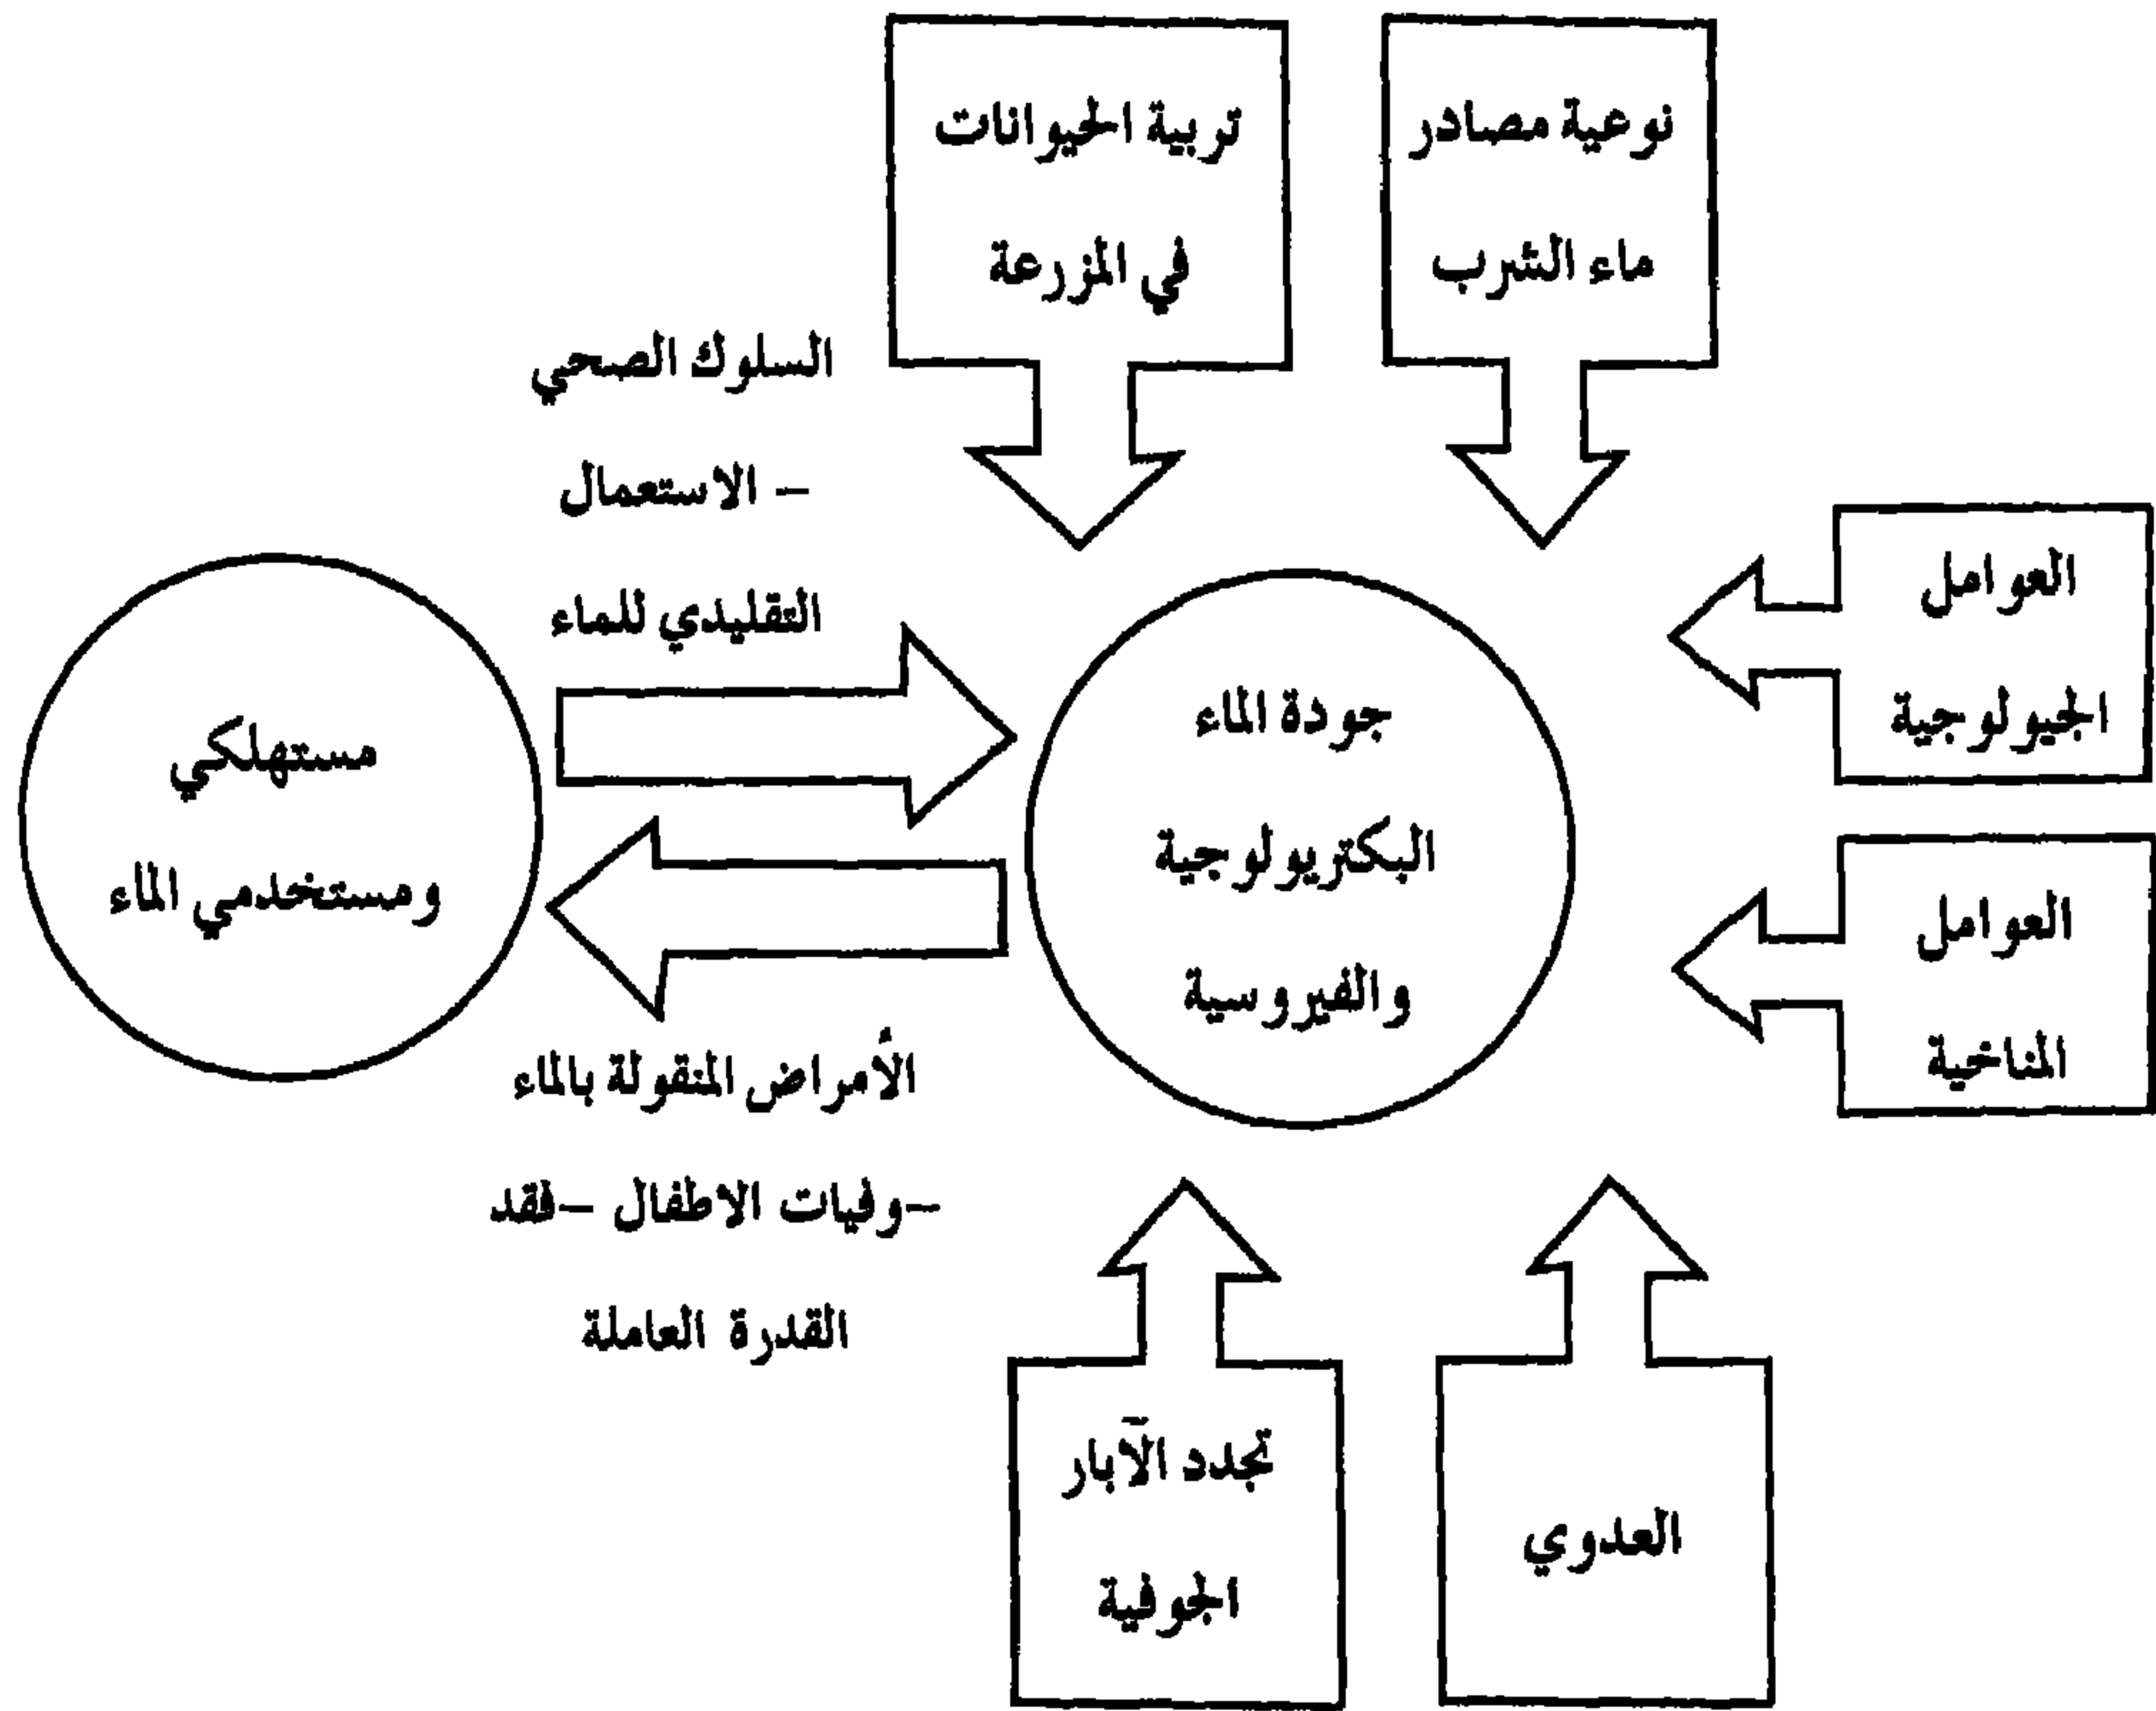 نوعية مصادر
ماء الشرب
تربية الحيوانات
في المزرعة
السلوك الصحي
– الاستعمال
التقليدي للماء
العوامل
الجيولوجية
العوامل
المناخية
جودة الماء
البكتريولوجية
والفيروسية
مستهلكي
ومستخدمي الماء
الأمراض المنقولة بالماء
–وفيات الاطفال –فقد
القدرة العاملة
العدوي
تجدد الآبار
الجوفية